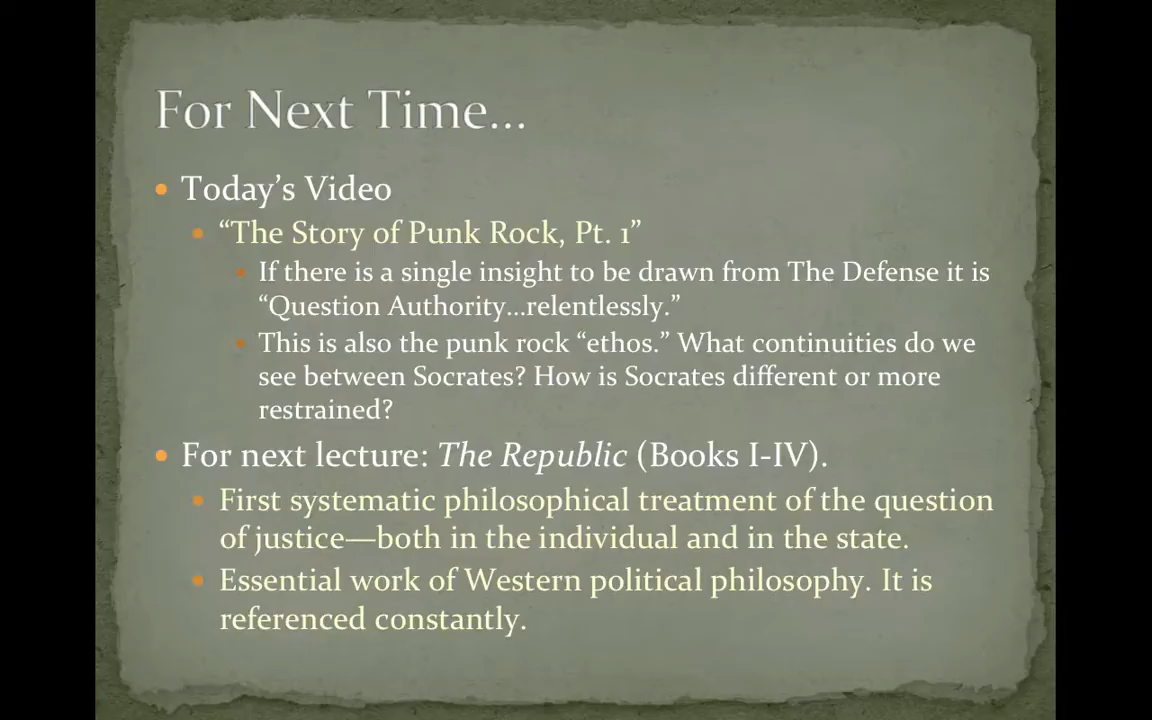 For Next Time...
Today’s Video
“The Story of Punk Rock, Pt. 1”
If there is a single insight to be drawn from The Defense it is
“Question Authority...relentlessly.”
This is also the punk rock “ethos.” What continuities do we
see between Socrates? How is Socrates different or more
restrained?
For next lecture: The Republic (Books I-IV).
First systematic philosophical treatment of the question
of justice—both in the individual and in the state.
Essential work of Western political philosophy. It is
referenced constantly.